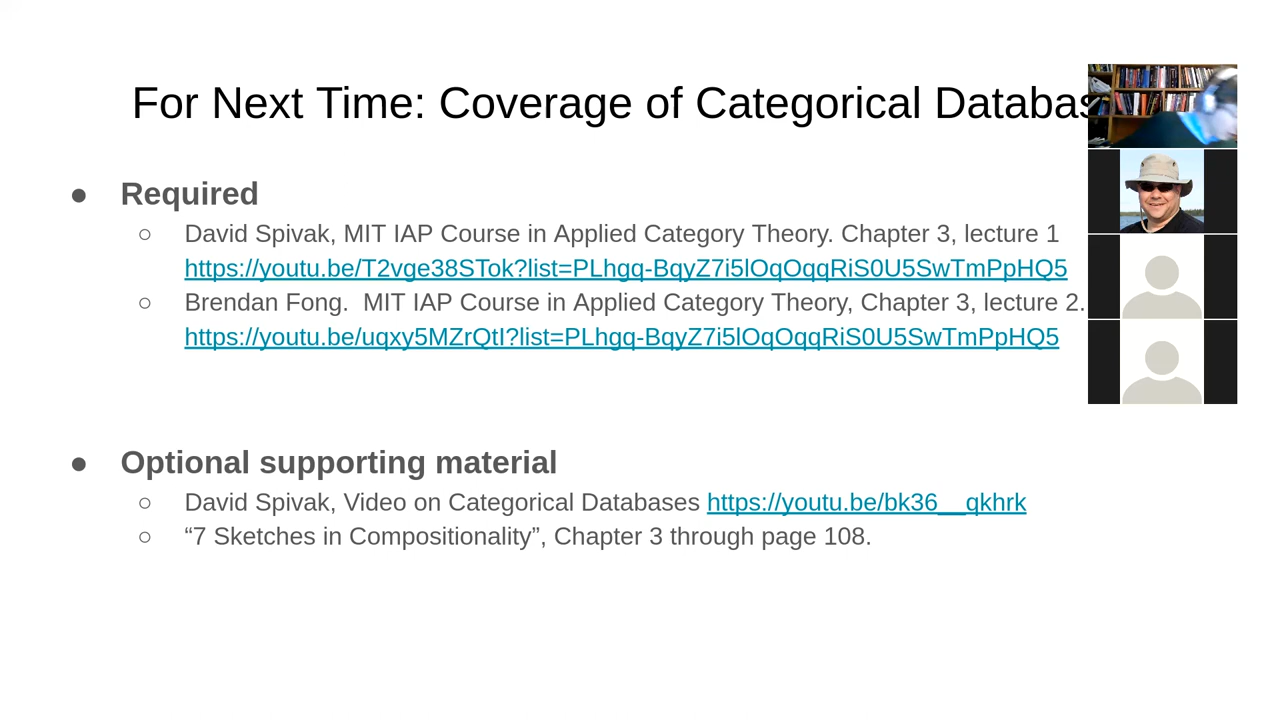 For Next Time: Coverage of Categorical Databas
● Required
○ David Spivak, MIT IAP Course in Applied Category Theory. Chapter 3, lecture 1
https://youtu.be/T2vge38STok?list=PLhgq-BqyZ7i5lOqOqqRiS0U5SwTmPpHQ5
○ Brendan Fong.  MIT IAP Course in Applied Category Theory, Chapter 3, lecture 2.
https://youtu.be/uqxy5MZrQtI?list=PLhgq-BqyZ7i5lOqOqqRiS0U5SwTmPpHQ5
● Optional supporting material
○ David Spivak, Video on Categorical Databases https://youtu.be/bk36__qkhrk
○ “7 Sketches in Compositionality”, Chapter 3 through page 108.